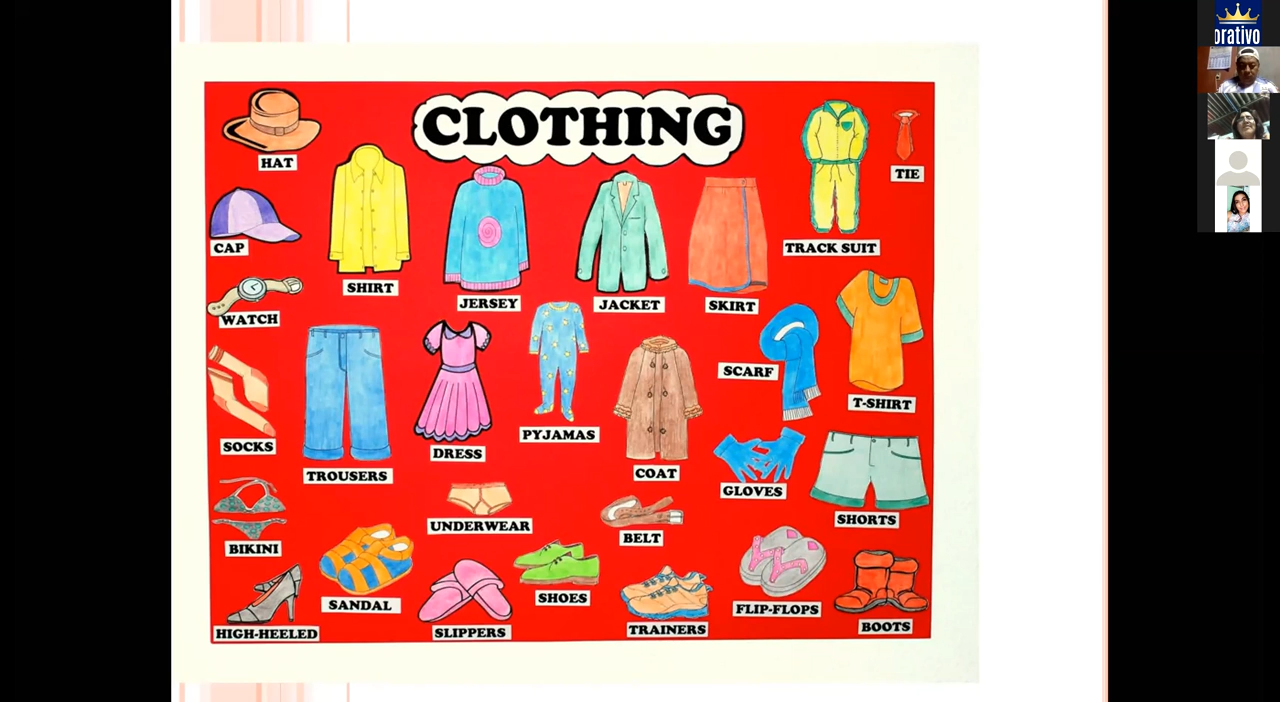 CLOTHING
HAT
TIE
CAP
TRACK SUIT
SHIRT
JERSEY
JACKET
SKIRT
WATCH
SCARF
T-SHIRT
SOCKS
TROUSERS
DRESS
PYJAMAS
COAT
GLOVES
SHORTS
UNDERWEAR
BELT
BIKINI
SANDAL
SHOES
FLIP-FLOPS
HIGH-HEELED
SLIPPERS
TRAINERS
BOOTS
orativo